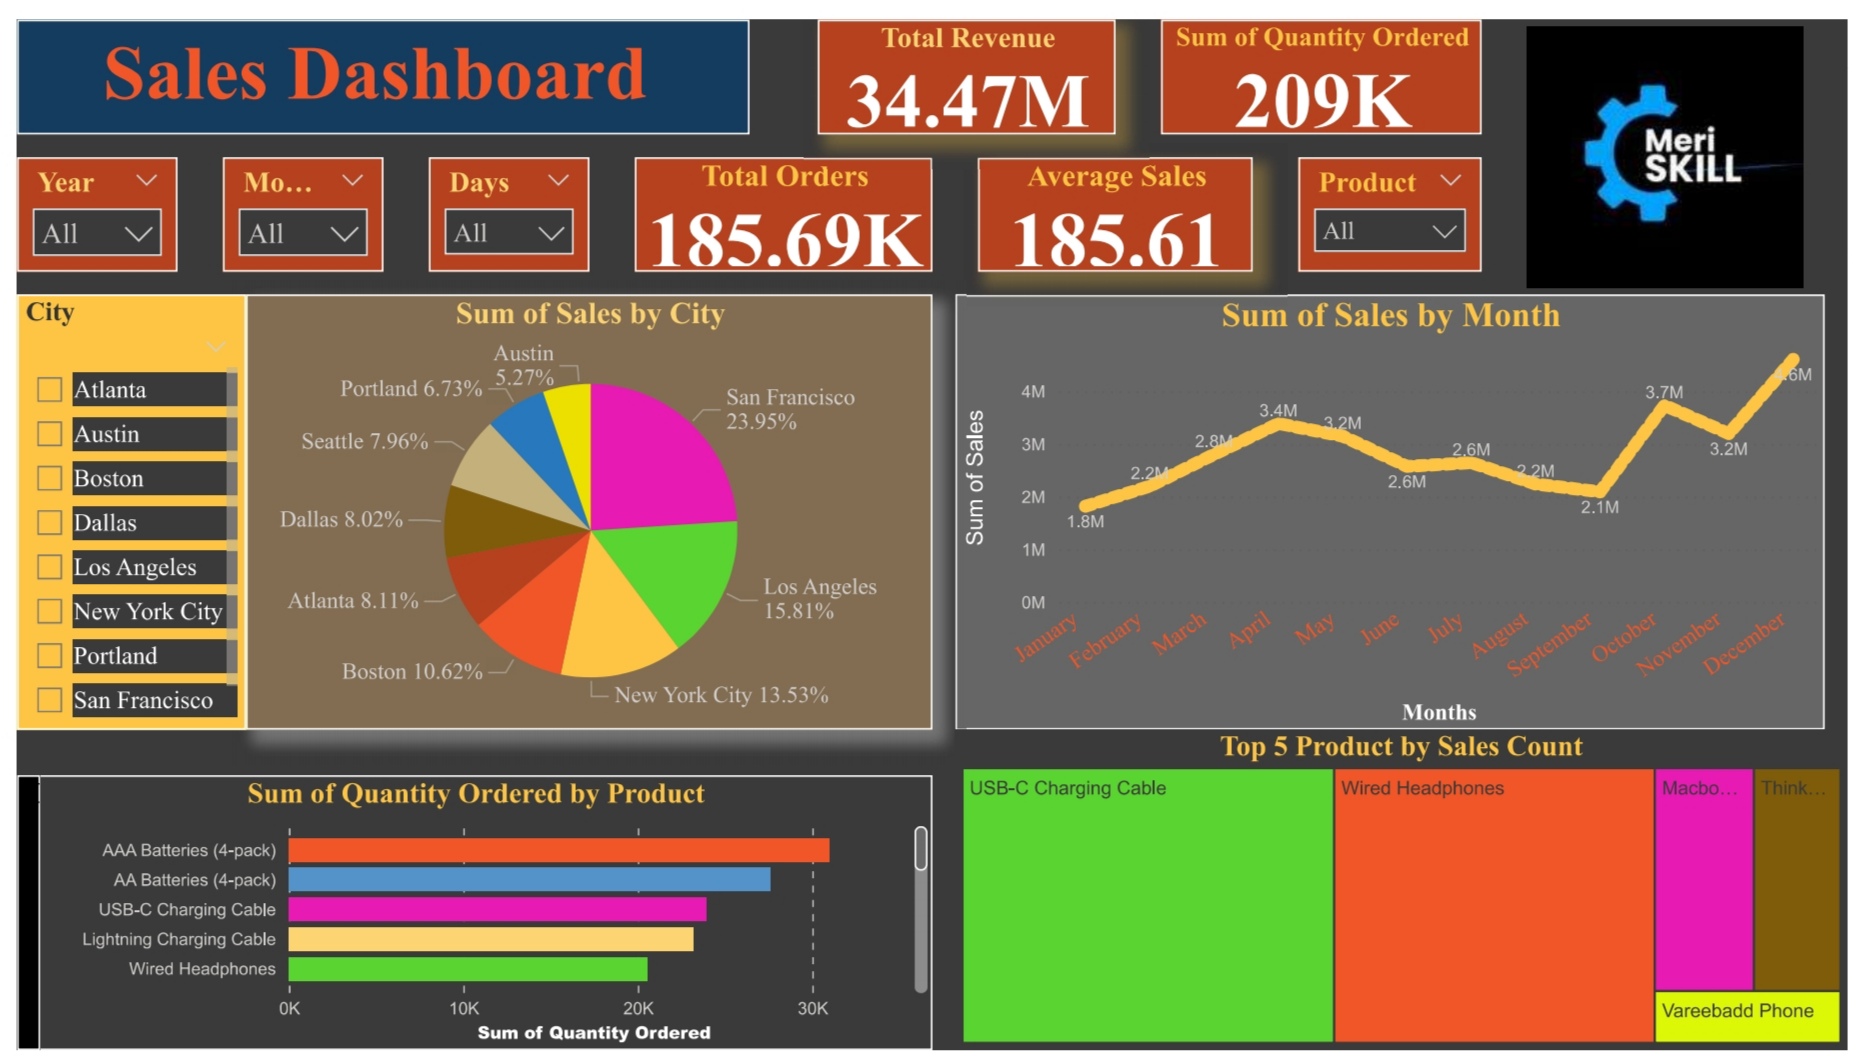 Sales Dashboard
Total Revenue
34.47M
Sum of Quantity Ordered
209K
Meri
SKILL
Year
All
Mo...
All
Days
All
Total Orders
185.69K
Average Sales
185.61
Product
All
City
Atlanta
Austin
Boston
Dallas
Los Angeles
New York City
Portland
San Francisco
Sum of Sales by City
Austin
5.27%
Portland 6.73%
San Francisco
23.95%
Seattle 7.96%
Dallas 8.02%
Los Angeles
15.81%
Atlanta 8.11%
Boston 10.62%
New York City 13.53%
Sum of Sales by Month
Sum of Sales
4M
3M
2M
1M
0M
1.8M
2.2M
2.8M
3.4M
3.2M
2.6M
2.6M
2.2M
2.1M
3.7M
3.2M
.6M
January
February
March
April
May
June
July
August
September
October
November
December
Months
Sum of Quantity Ordered by Product
AAA Batteries (4-pack)
AA Batteries (4-pack)
USB-C Charging Cable
Lightning Charging Cable
Wired Headphones
0K
10K
20K
30K
Sum of Quantity Ordered
Top 5 Product by Sales Count
USB-C Charging Cable
Wired Headphones
Macbo...
Think...
Vareebadd Phone